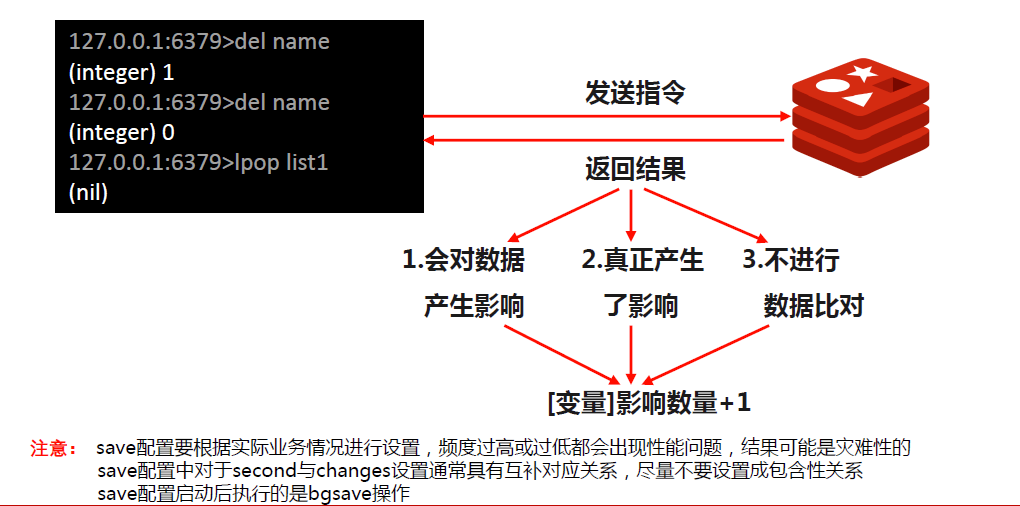 127.0.0.1:6379>del name
(integer) 1
127.0.0.1:6379>del name
(integer) 0
127.0.0.1:6379>lpop list1
(nil)
发送指令
返回结果
1.会对数据
产生影响
2.真正产生
了影响
3.不进行
数据比对
[变量]影响数量+1
注意： save配置要根据实际业务情况进行设置，频度过高或过低都会出现性能问题，结果可能是灾难性的
save配置中对于second与changes设置通常具有互补对应关系，尽量不要设置成包含性关系
save配置启动后执行的是bgsave操作